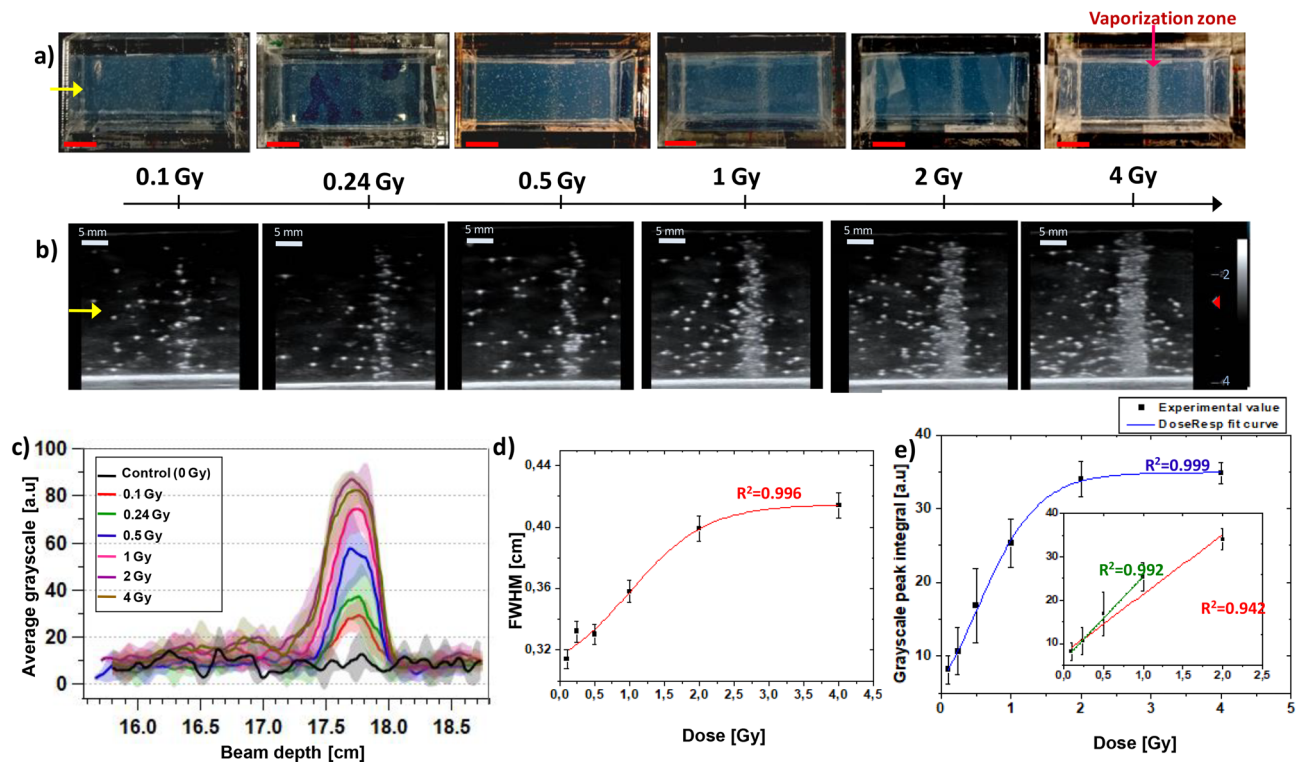 Vaporization zone
a)
0.1 Gy 0.24 Gy 0.5 Gy 1 Gy 2 Gy 4 Gy
b)
5 mm 5 mm 5 mm 5 mm 5 mm 5 mm
2
4
c)
100
80
60
40
20
0
Average grayscale [a.u]
Control (0 Gy)
0.1 Gy
0.24 Gy
0.5 Gy
1 Gy
2 Gy
4 Gy
16.0 16.5 17.0 17.5 18.0 18.5
Beam depth [cm]
d)
0,44
0,40
0,36
0,32
FWHM [cm]
R²=0.996
0,0 0,5 1,0 1,5 2,0 2,5 3,0 3,5 4,0 4,5
Dose [Gy]
Experimental value
DoseResp fit curve
e)
40
35
30
25
20
15
10
Grayscale peak integral [a.u]
R²=0.999
40
30
20
10
R²=0.992
R²=0.942
0,0 0,5 1,0 1,5 2,0 2,5
0 1 2 3 4 5
Dose [Gy]